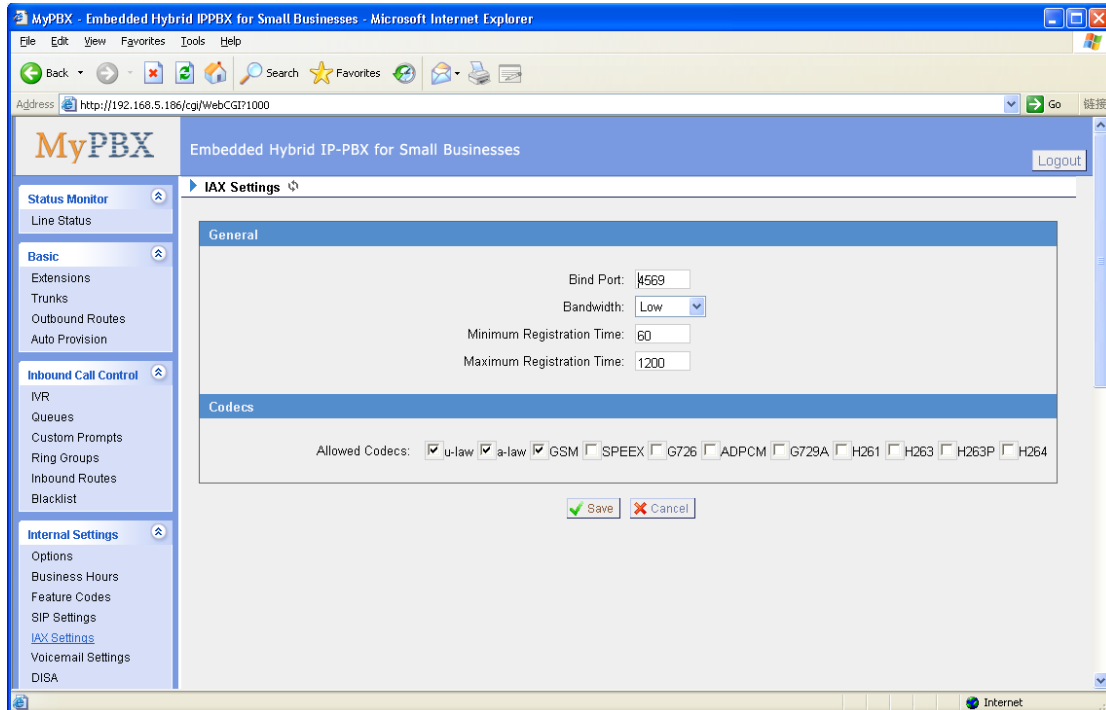 MyPBX - Embedded Hybrid IPPBX for Small Businesses - Microsoft Internet Explorer
File Edit View Favorites Tools Help
Back Search Favorites
Address http://192.168.5.186/cgi/WebCGI?1000 Go 链接
MyPBX
Embedded Hybrid IP-PBX for Small Businesses
Logout
Status Monitor
Line Status
Basic
Extensions
Trunks
Outbound Routes
Auto Provision
Inbound Call Control
IVR
Queues
Custom Prompts
Ring Groups
Inbound Routes
Blacklist
Internal Settings
Options
Business Hours
Feature Codes
SIP Settings
IAX Settings
Voicemail Settings
DISA
IAX Settings
General
Bind Port: 4569
Bandwidth: Low
Minimum Registration Time: 60
Maximum Registration Time: 1200
Codecs
Allowed Codecs: u-law a-law GSM SPEEX G726 ADPCM G729A H261 H263 H263P H264
Save Cancel
Internet